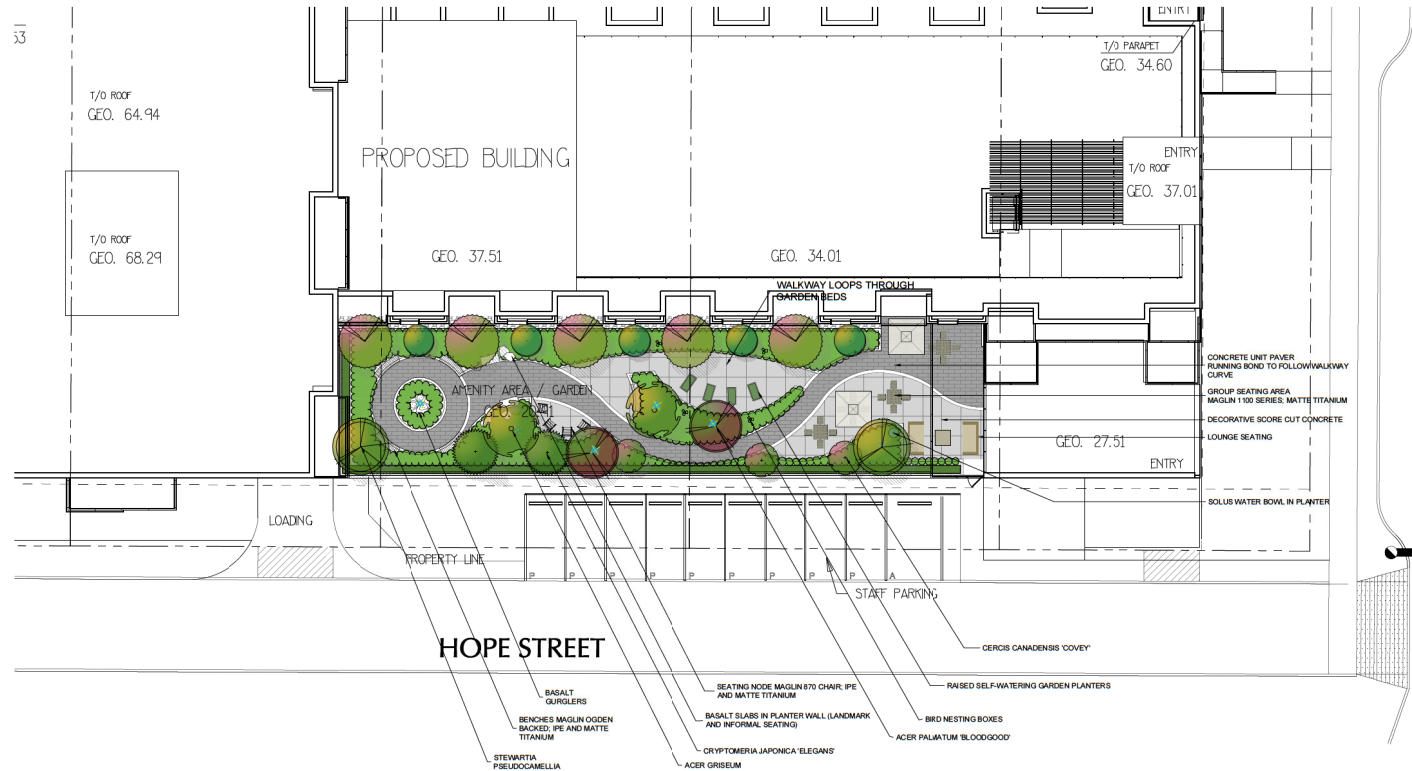 ENTRY
53
T/O PARAPET
GEO. 34.60
T/O ROOF
GEO. 64.94
PROPOSED BUILDING
ENTRY
T/O ROOF
GEO. 37.01
T/O ROOF
GEO. 68.29
GEO. 37.51
GEO. 34.01
WALKWAY LOOPS THROUGH
GARDEN BEDS
CONCRETE UNIT PAVER
RUNNING BOND TO FOLLOW WALKWAY
CURVE
GROUP SEATING AREA
MAGLIN 1100 SERIES; MATTE TITANIUM
DECORATIVE SCORE CUT CONCRETE
LOUNGE SEATING
AMENITY AREA / GARDEN
GEO.
GEO. 27.51
ENTRY
SOLUS WATER BOWL IN PLANTER
LOADING
PROPERTY LINE
P P P P P P P P P A
STAFF PARKING
HOPE STREET
CERCIS CANADENSIS 'COVEY'
RAISED SELF-WATERING GARDEN PLANTERS
BIRD NESTING BOXES
ACER PALMATUM 'BLOODGOOD'
SEATING NODE MAGLIN 870 CHAIR; IPE
AND MATTE TITANIUM
BASALT SLABS IN PLANTER WALL (LANDMARK
AND INFORMAL SEATING)
CRYPTOMERIA JAPONICA 'ELEGANS'
ACER GRISEUM
BASALT
GURGLERS
BENCHES MAGLIN OGDEN
BACKED; IPE AND MATTE
TITANIUM
STEWARTIA
PSEUDOCAMELLIA